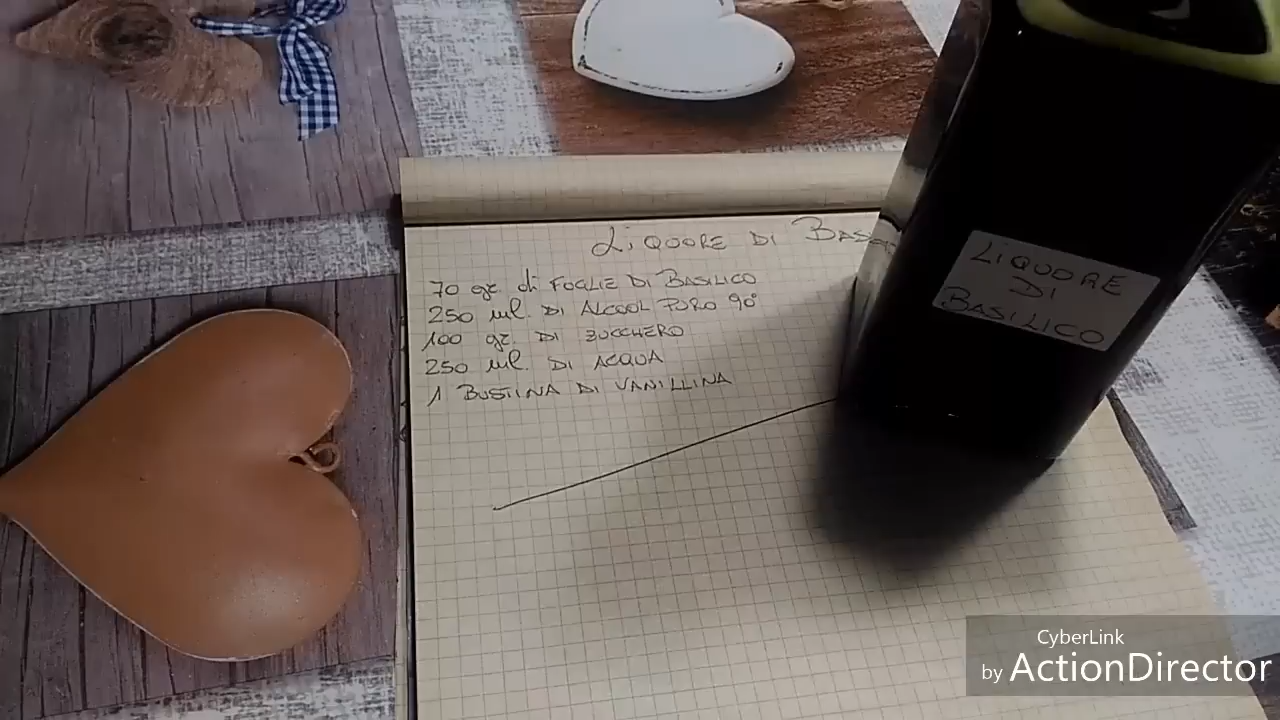 LIQUORE DI BAS
70 gr di FOGLIE DI BASILICO
250 ml. DI ALCOOL PURO 90°
100 gr. DI ZUCCHERO
250 ml. DI ACQUA
1 BUSTINA DI VANILLINA
LIQUORE
DI
BASILICO
CyberLink
by ActionDirector